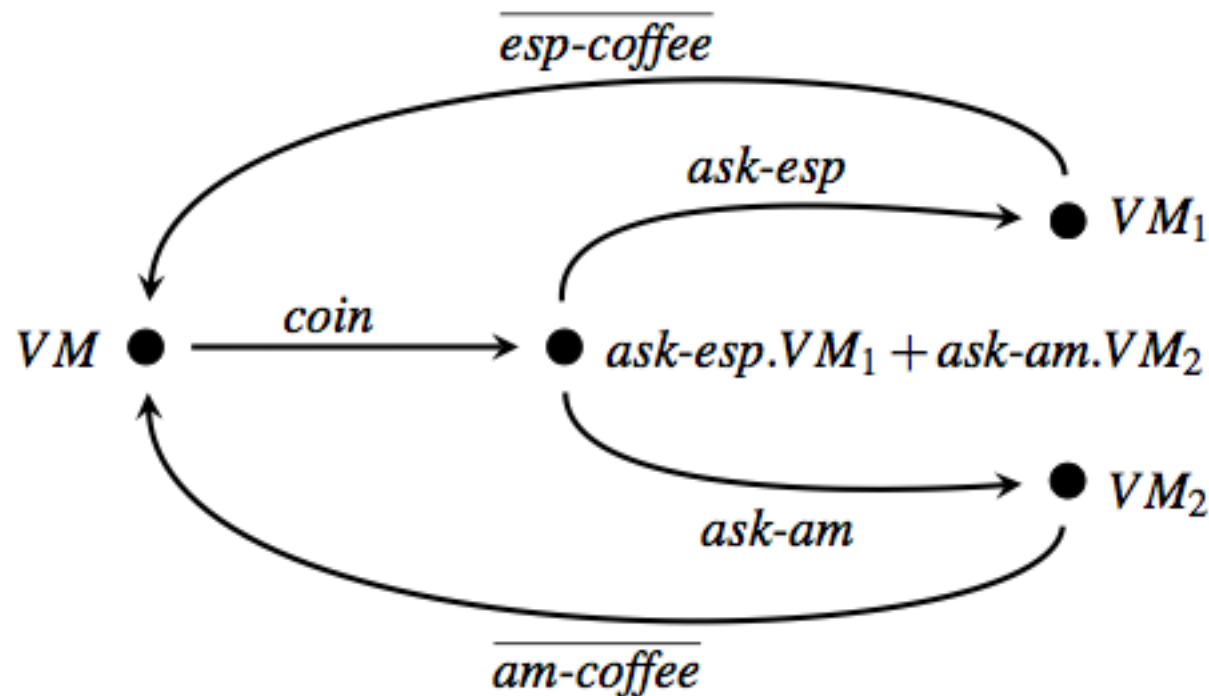 esp-coffee
ask-esp
VM₁
coin
VM
ask-esp.VM₁ + ask-am.VM₂
VM₂
ask-am
am-coffee